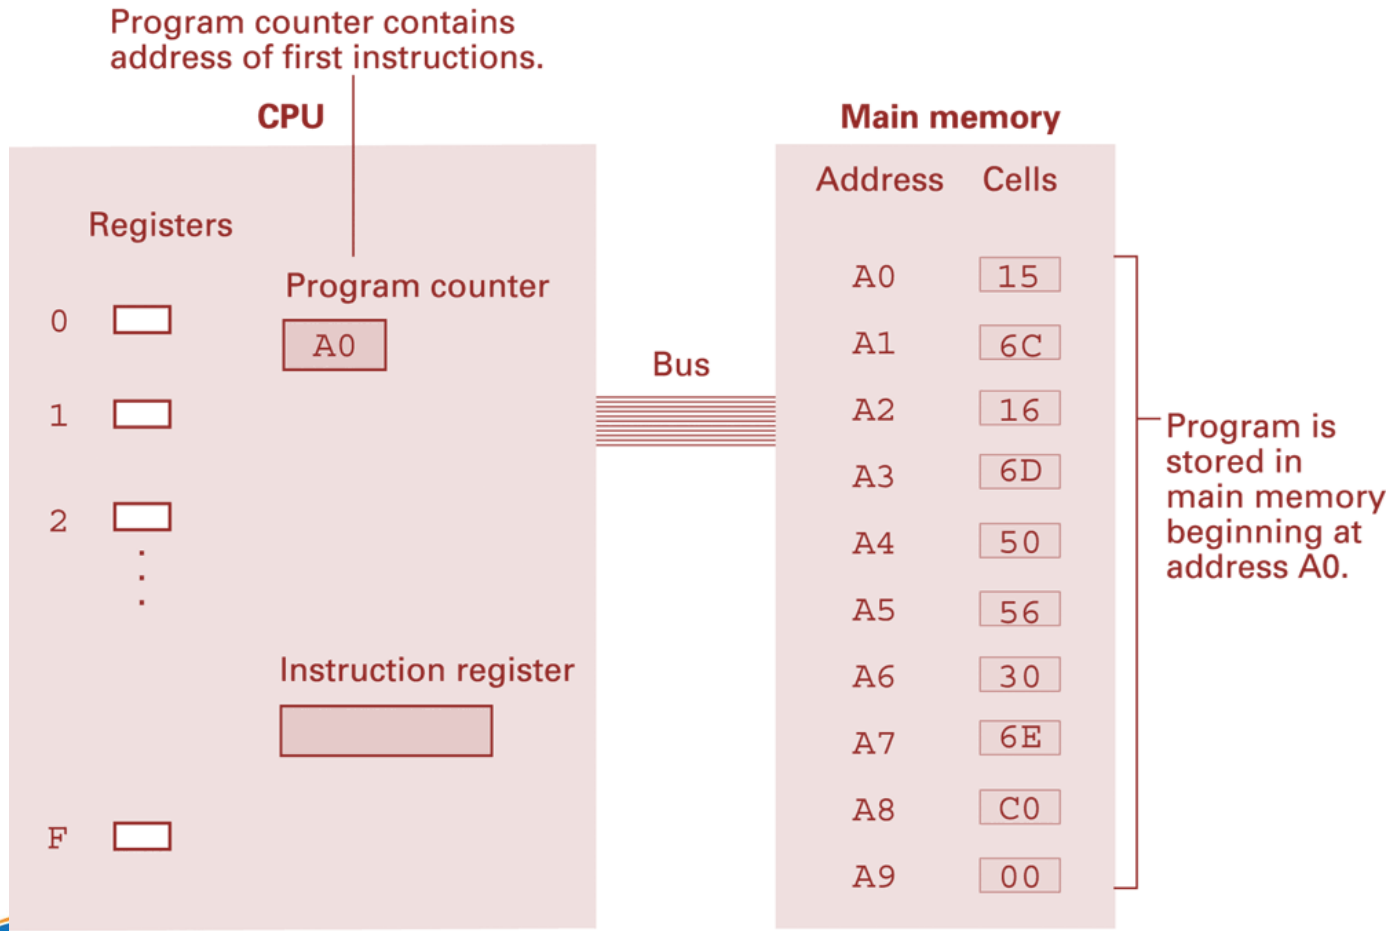 Program counter contains
address of first instructions.
CPU
Main memory
Address Cells
Registers
Program counter
A0
0
1
2
Instruction register
F
Bus
A0 15
A1 6C
A2 16
A3 6D
A4 50
A5 56
A6 30
A7 6E
A8 C0
A9 00
Program is
stored in
main memory
beginning at
address A0.